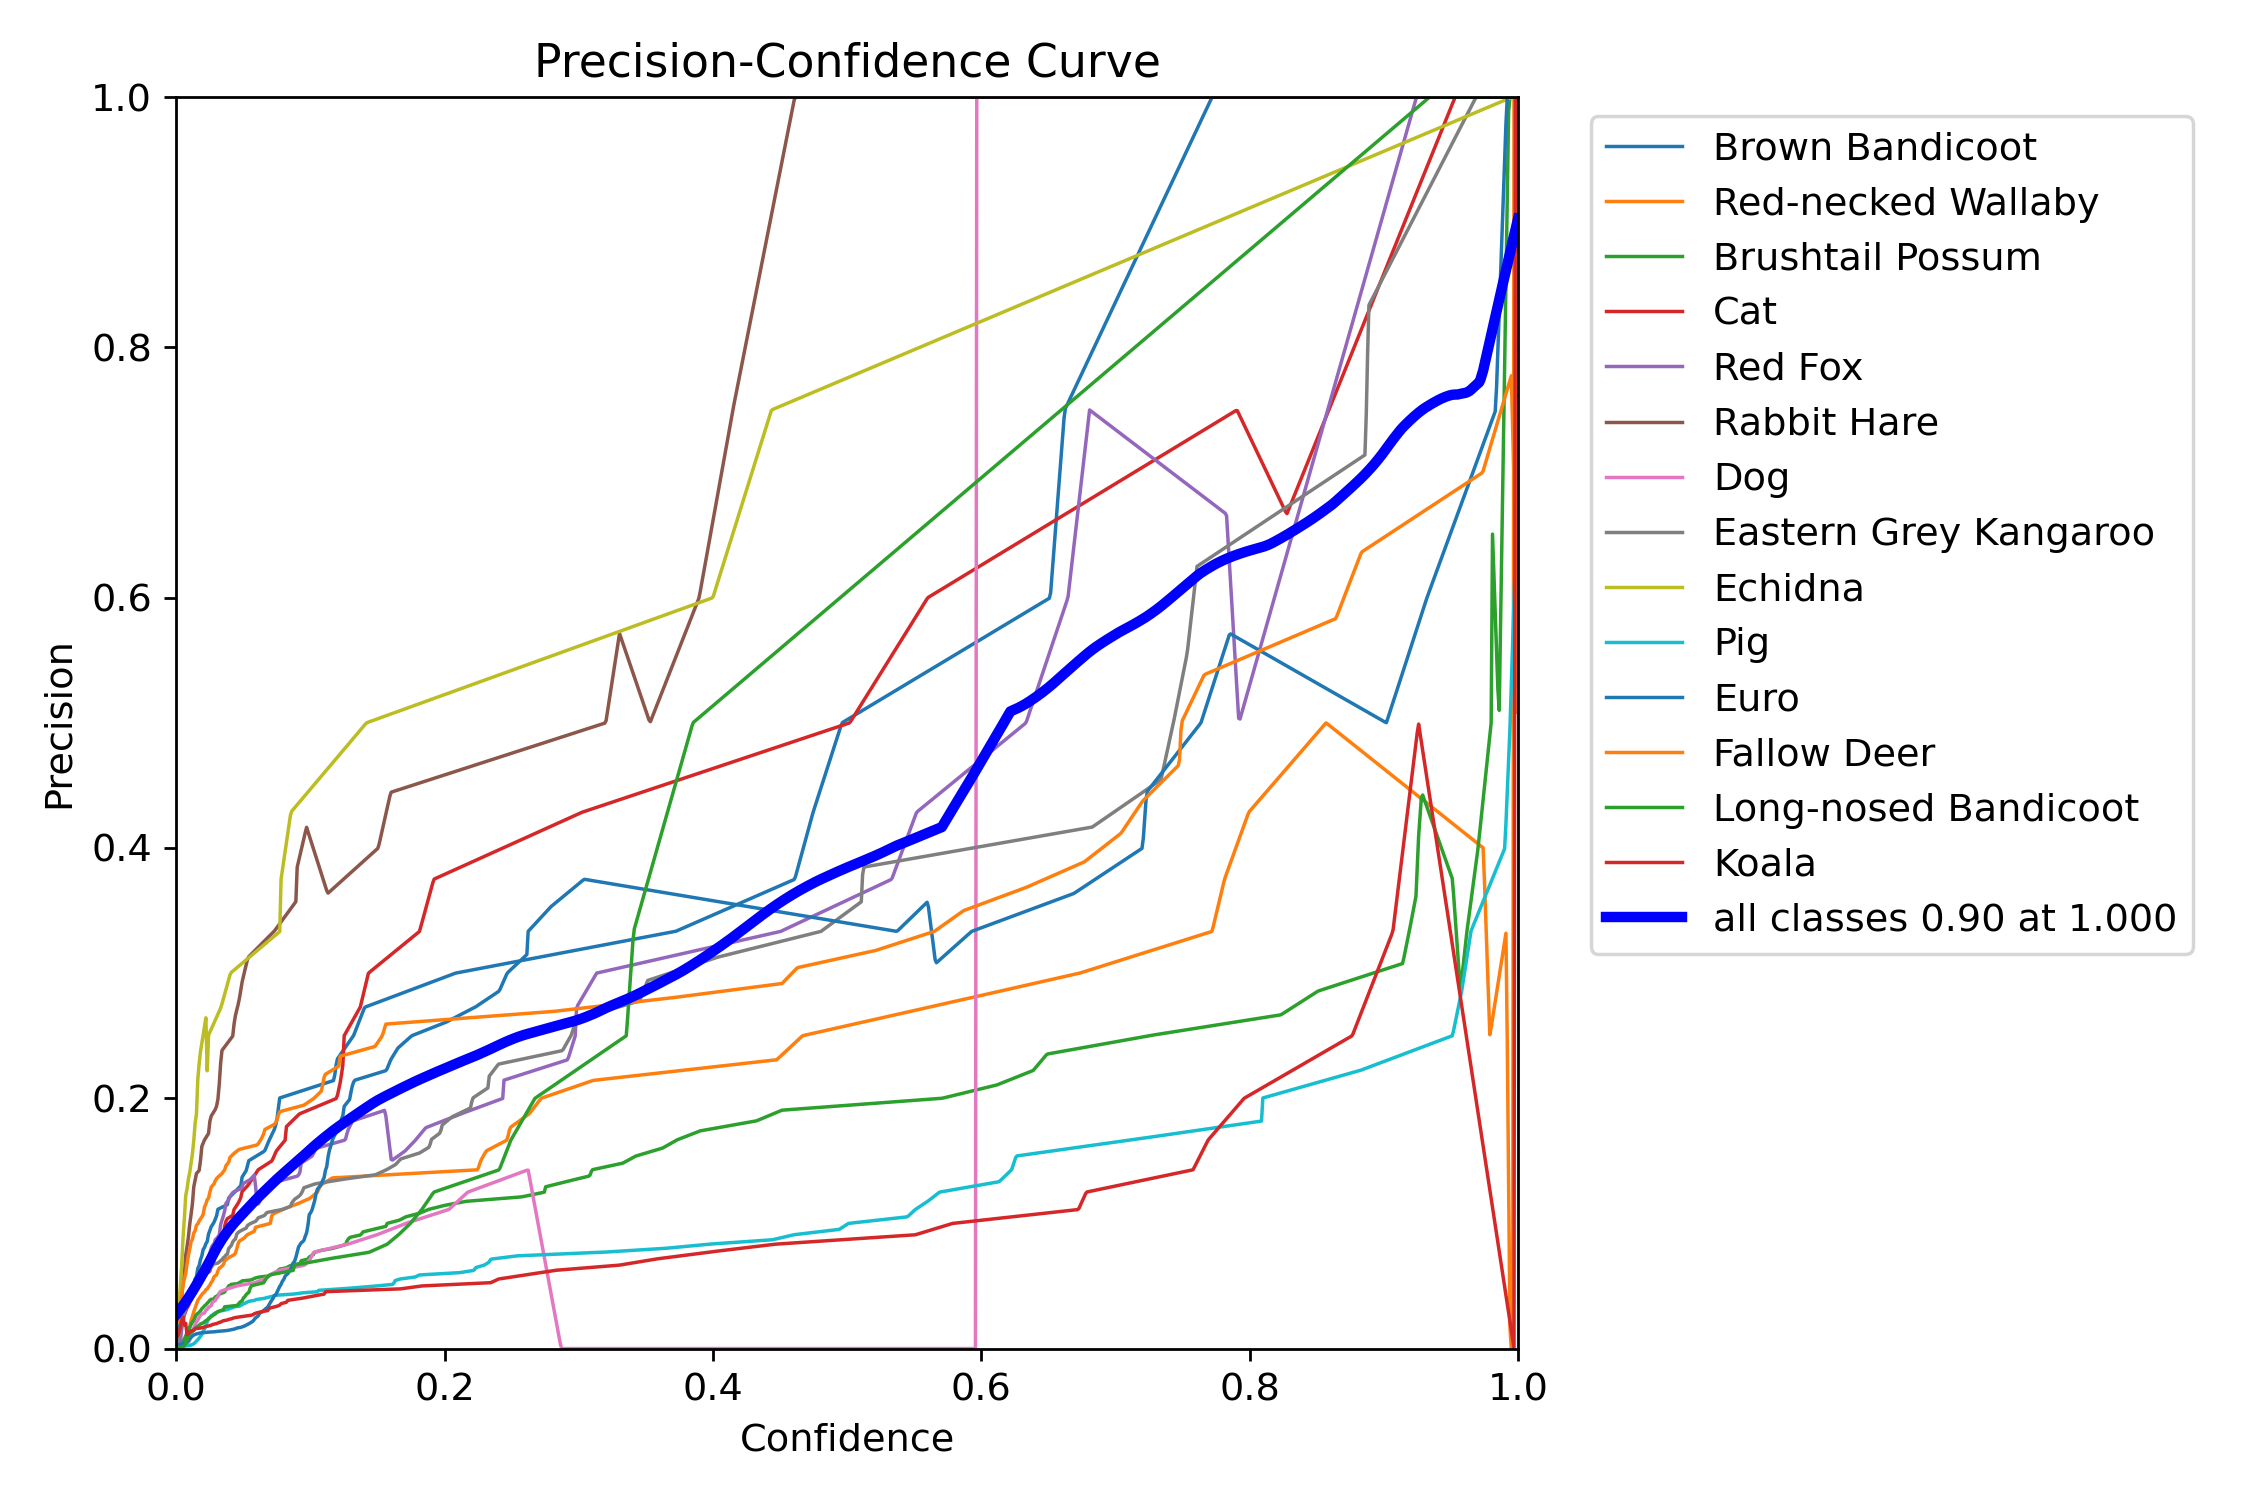 Precision-Confidence Curve
1.0
0.8
0.6
0.4
0.2
0.0
Precision
0.0 0.2 0.4 0.6 0.8 1.0
Confidence
Brown Bandicoot
Red-necked Wallaby
Brushtail Possum
Cat
Red Fox
Rabbit Hare
Dog
Eastern Grey Kangaroo
Echidna
Pig
Euro
Fallow Deer
Long-nosed Bandicoot
Koala
all classes 0.90 at 1.000